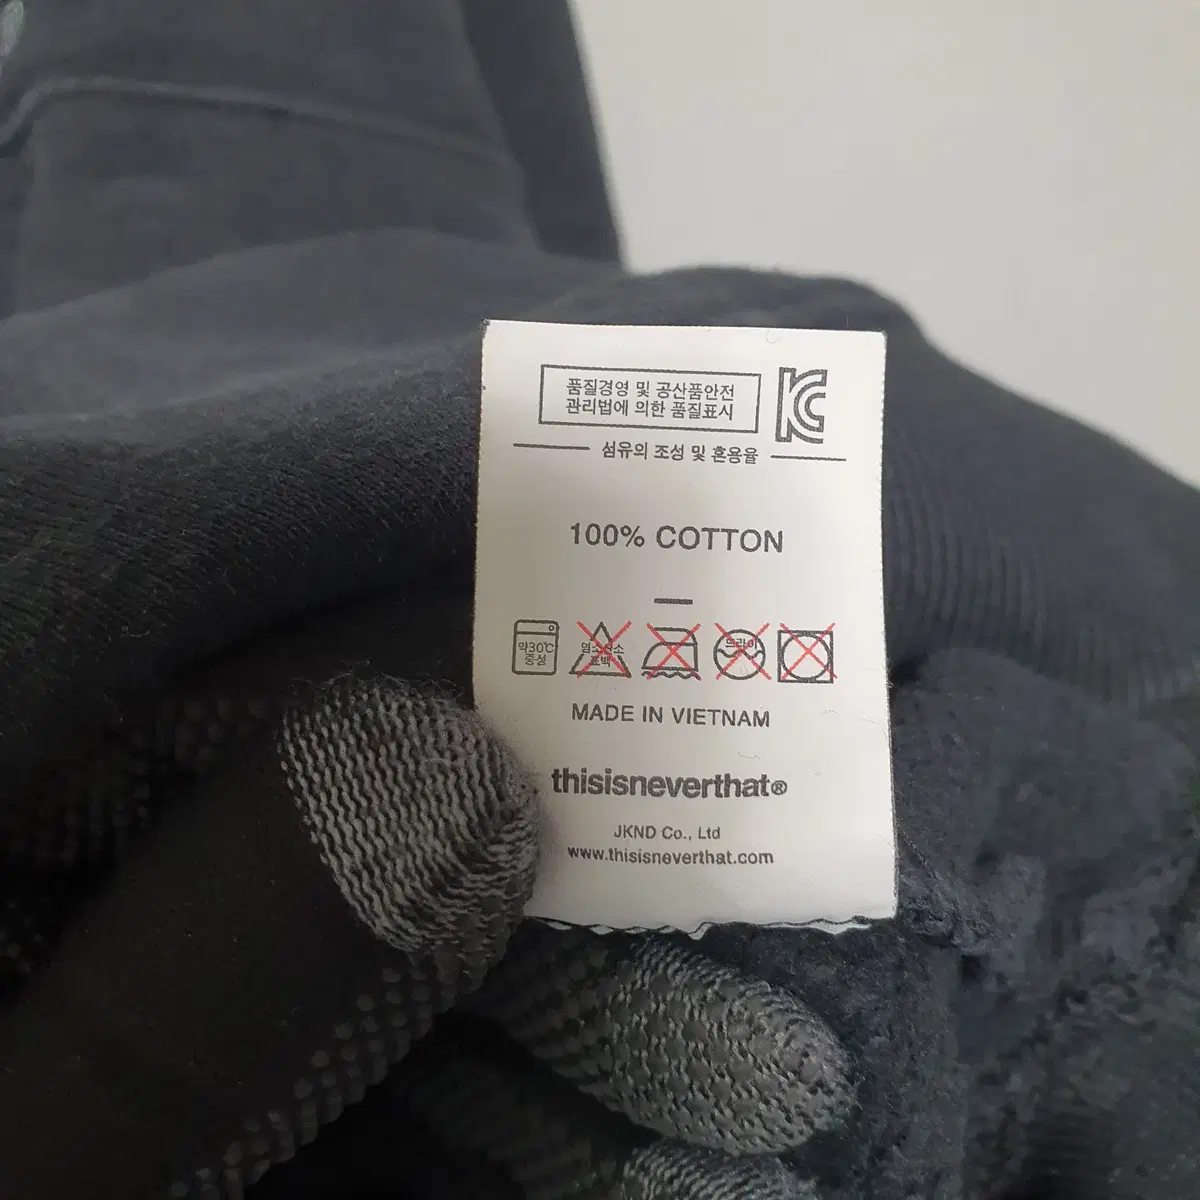 품질경영 및 공산품안전
관리법에 의한 품질표시
KC
섬유의 조성 및 혼용율
100% COTTON
약30℃
중성
염소산소
표백
드라이
MADE IN VIETNAM
thisisneverthat®
JKND Co., Ltd
www.thisisneverthat.com